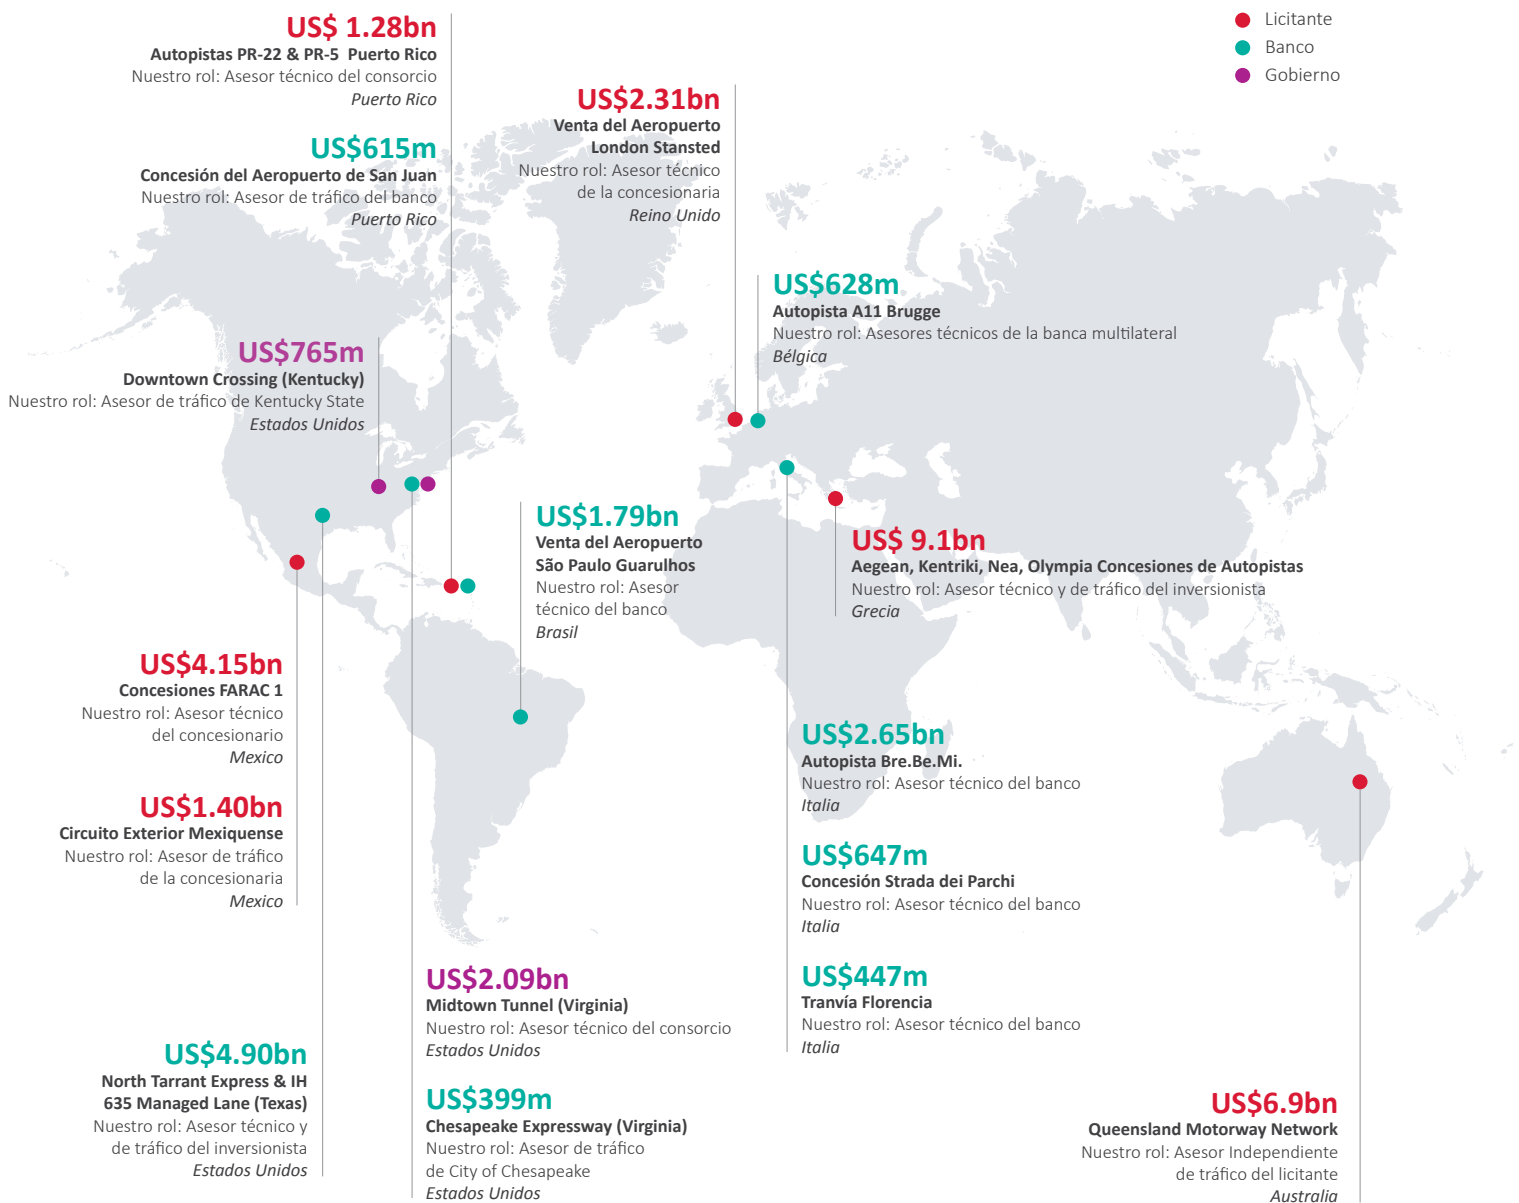 Licitante
Banco
Gobierno
US$ 1.28bn
Autopistas PR-22 & PR-5 Puerto Rico
Nuestro rol: Asesor técnico del consorcio
Puerto Rico
US$615m
Concesión del Aeropuerto de San Juan
Nuestro rol: Asesor de tráfico del banco
Puerto Rico
US$2.31bn
Venta del Aeropuerto
London Stansted
Nuestro rol: Asesor técnico
de la concesionaria
Reino Unido
US$628m
Autopista A11 Brugge
Nuestro rol: Asesores técnicos de la banca multilateral
Bélgica
US$765m
Downtown Crossing (Kentucky)
Nuestro rol: Asesor de tráfico de Kentucky State
Estados Unidos
US$1.79bn
Venta del Aeropuerto
São Paulo Guarulhos
Nuestro rol: Asesor
técnico del banco
Brasil
US$ 9.1bn
Aegean, Kentriki, Nea, Olympia Concesiones de Autopistas
Nuestro rol: Asesor técnico y de tráfico del inversionista
Grecia
US$4.15bn
Concesiones FARAC 1
Nuestro rol: Asesor técnico
del concesionario
Mexico
US$1.40bn
Circuito Exterior Mexiquense
Nuestro rol: Asesor de tráfico
de la concesionaria
Mexico
US$2.65bn
Autopista Bre.Be.Mi.
Nuestro rol: Asesor técnico del banco
Italia
US$647m
Concesión Strada dei Parchi
Nuestro rol: Asesor técnico del banco
Italia
US$447m
Tranvía Florencia
Nuestro rol: Asesor técnico del banco
Italia
US$2.09bn
Midtown Tunnel (Virginia)
Nuestro rol: Asesor técnico del consorcio
Estados Unidos
US$399m
Chesapeake Expressway (Virginia)
Nuestro rol: Asesor de tráfico
de City of Chesapeake
Estados Unidos
US$4.90bn
North Tarrant Express & IH
635 Managed Lane (Texas)
Nuestro rol: Asesor técnico y
de tráfico del inversionista
Estados Unidos
US$6.9bn
Queensland Motorway Network
Nuestro rol: Asesor Independiente
de tráfico del licitante
Australia